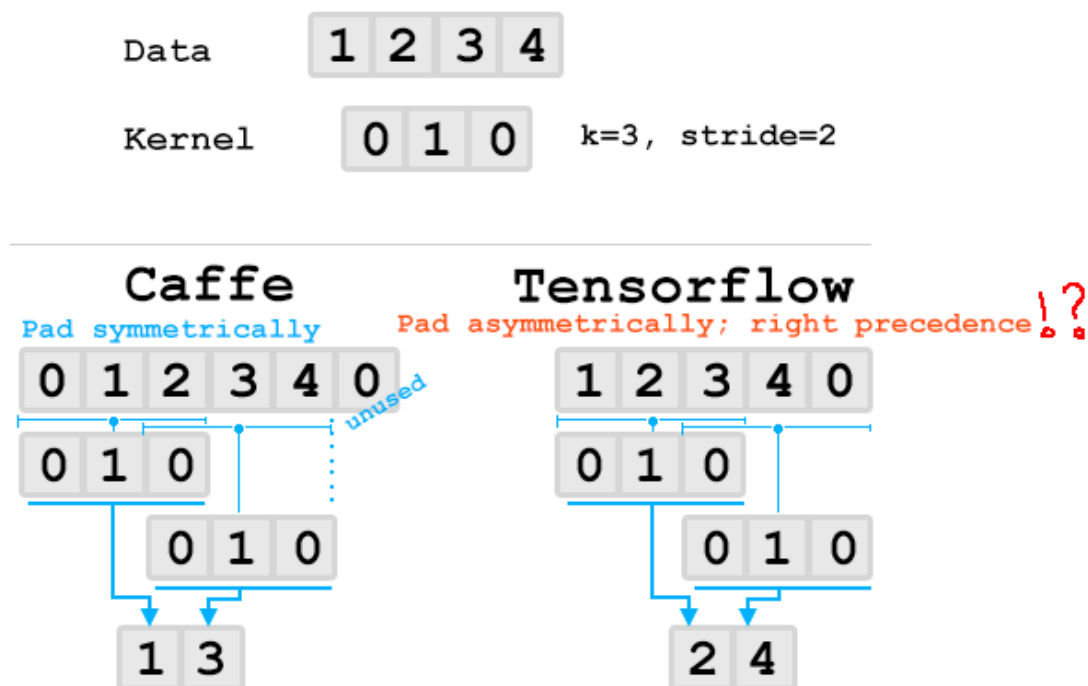 Data 1 2 3 4
Kernel 0 1 0 k=3, stride=2
Caffe
Pad symmetrically
0 1 2 3 4 0
unused
0 1 0
0 1 0
1 3
Tensorflow
Pad asymmetrically; right precedence !?
1 2 3 4 0
0 1 0
0 1 0
2 4